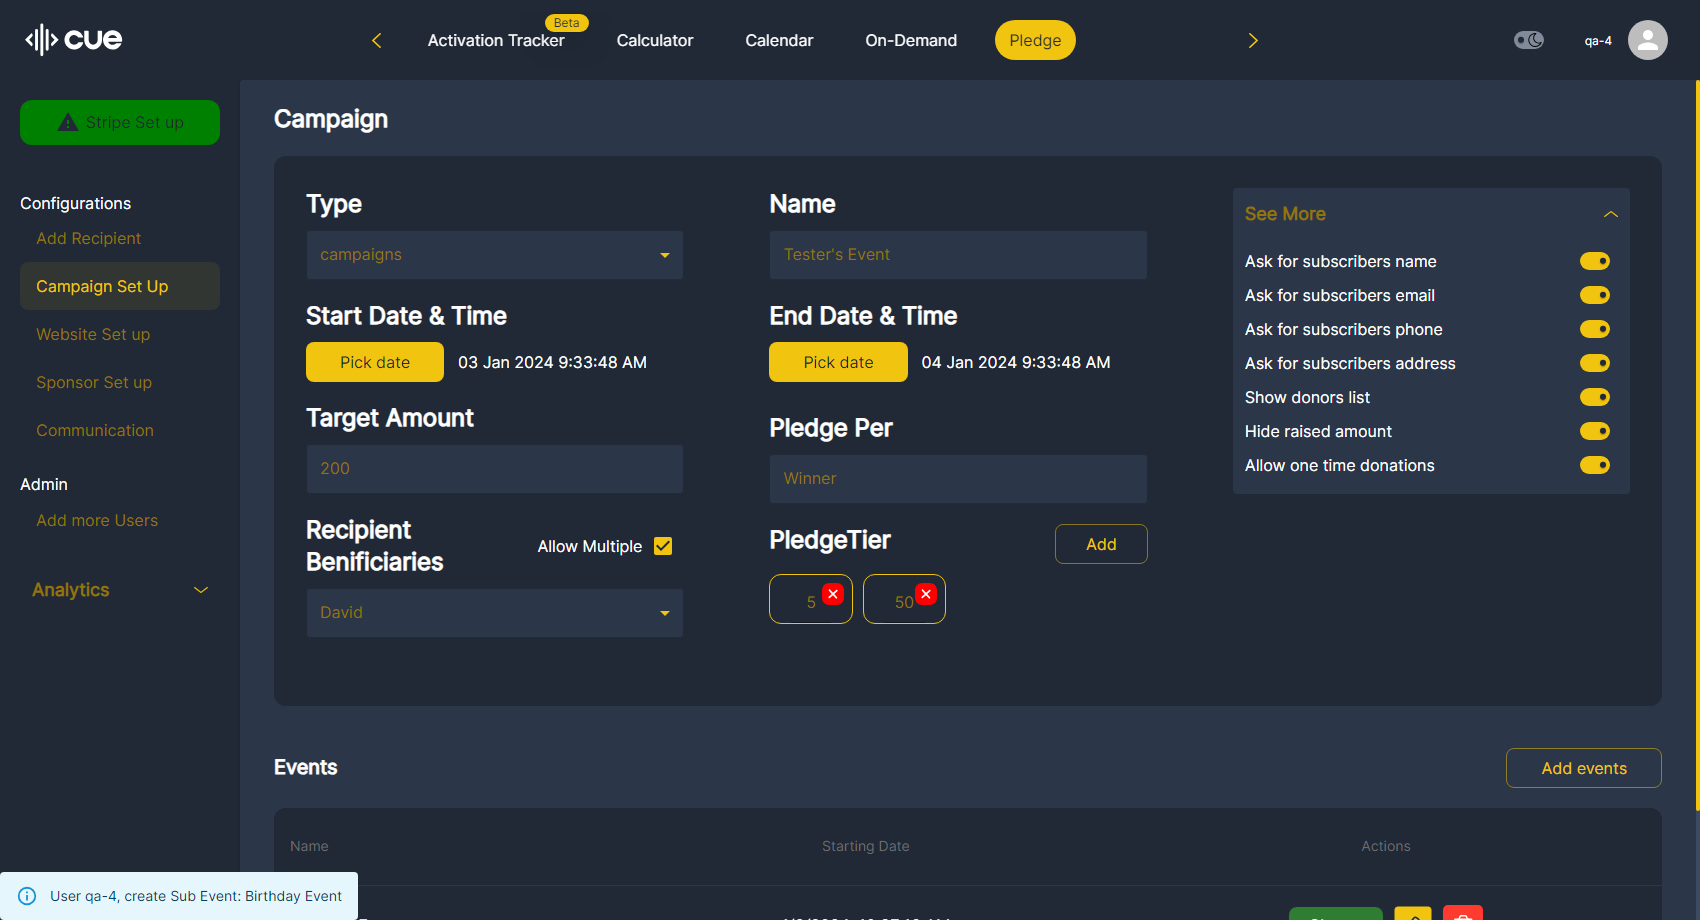 cue
Beta
Activation Tracker
Calculator
Calendar
On-Demand
Pledge
qa-4
Stripe Set up
Configurations
Add Recipient
Campaign Set Up
Website Set up
Sponsor Set up
Communication
Admin
Add more Users
Analytics
Campaign
Type
campaigns
Name
Tester's Event
Start Date & Time
Pick date
03 Jan 2024 9:33:48 AM
End Date & Time
Pick date
04 Jan 2024 9:33:48 AM
Target Amount
200
Pledge Per
Winner
Recipient
Benificiaries
Allow Multiple
David
PledgeTier
Add
5
50
See More
Ask for subscribers name
Ask for subscribers email
Ask for subscribers phone
Ask for subscribers address
Show donors list
Hide raised amount
Allow one time donations
Events
Add events
Name
Starting Date
Actions
User qa-4, create Sub Event: Birthday Event